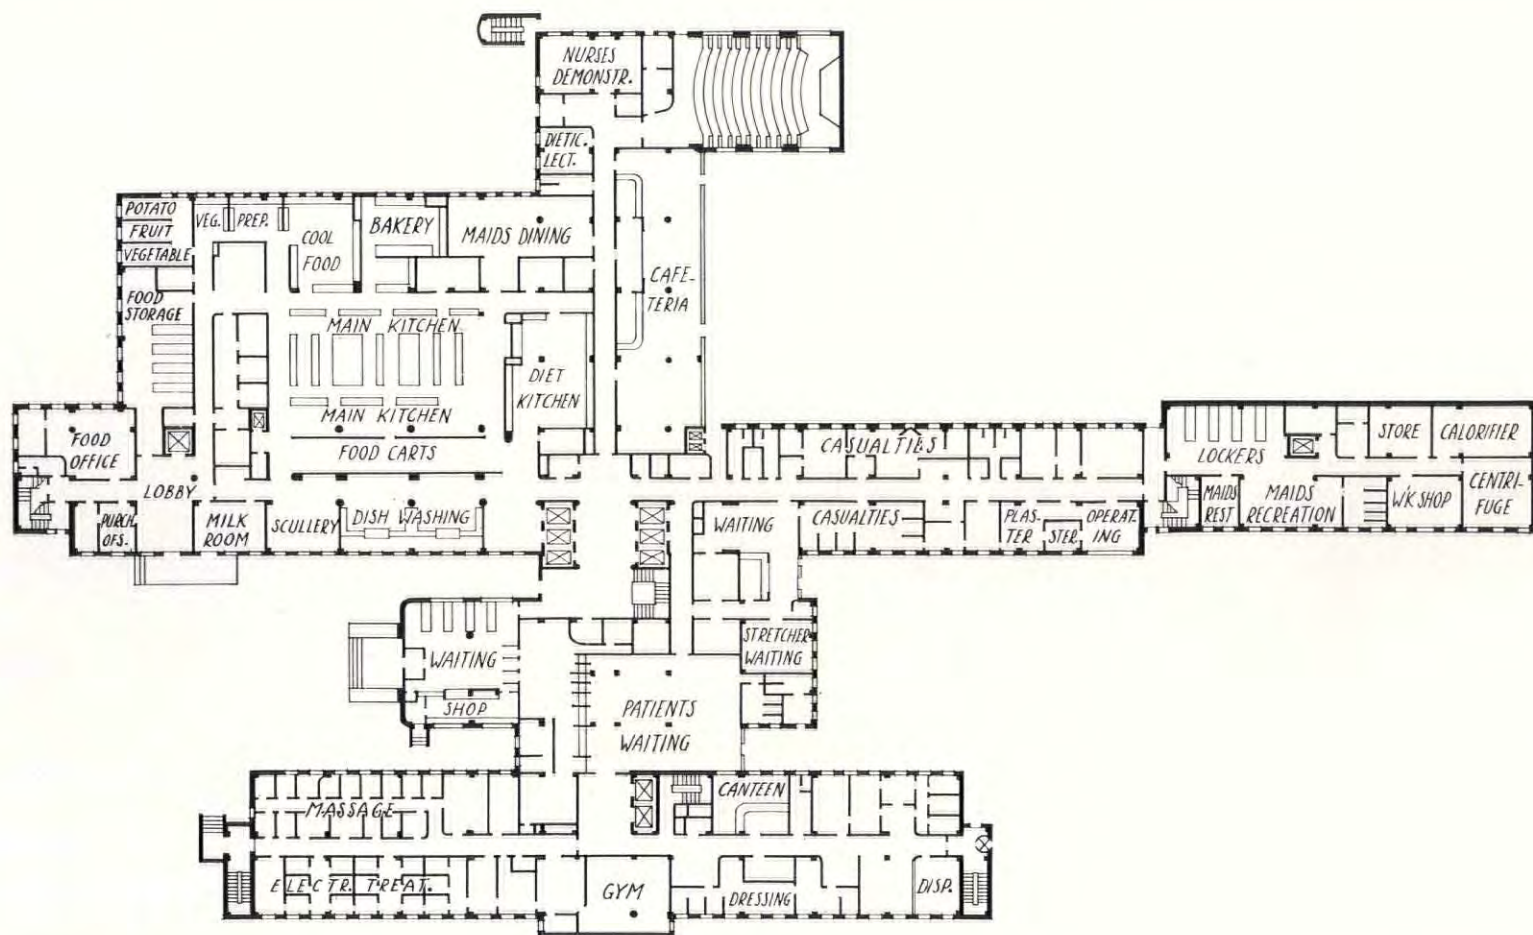 NURSES
DEMONSTR.
DIETIC.
LECT.
POTATO
FRUIT
VEGETABLE
VEG. PREP.
COOL
FOOD
BAKERY
MAIDS DINING
CAFE-
TERIA
FOOD
STORAGE
MAIN KITCHEN
DIET
KITCHEN
MAIN KITCHEN
FOOD CARTS
FOOD
OFFICE
LOBBY
PURCH.
OFS.
MILK
ROOM
SCULLERY
DISH WASHING
CASUALTIES
LOCKERS
STORE
CALORIFIER
WAITING
CASUALTIES
PLAS-
TER
STER.
OPERAT-
ING
MAIDS
REST
MAIDS
RECREATION
W'K SHOP
CENTRI-
FUGE
WAITING
SHOP
STRETCHER
WAITING
PATIENTS
WAITING
MASSAGE
CANTEEN
ELECTR. TREAT.
GYM
DRESSING
DISP.